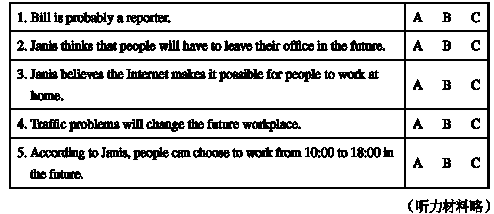 1. Bill is probably a reporter. A B C
2. Janis thinks that people will have to leave their office in the future. A B C
3. Janis believes the Internet makes it possible for people to work at
home. A B C
4. Traffic problems will change the future workplace. A B C
5. According to Janis, people can choose to work from 10:00 to 18:00 in
the future. A B C
(听力材料略)